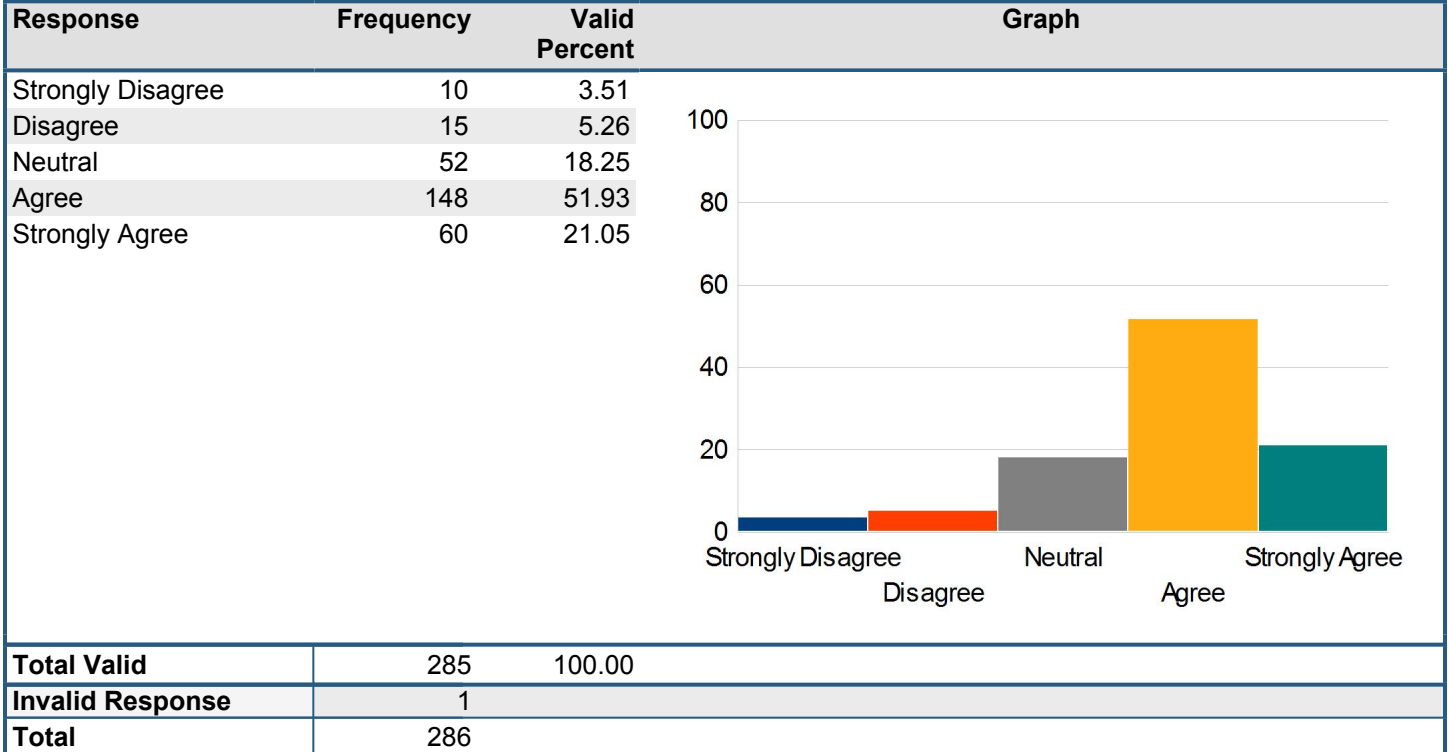 Response Frequency Valid Percent Graph
Strongly Disagree 10 3.51
Disagree 15 5.26
Neutral 52 18.25
Agree 148 51.93
Strongly Agree 60 21.05
100
80
60
40
20
0
Strongly Disagree Neutral Strongly Agree
Disagree Agree
Total Valid 285 100.00
Invalid Response 1
Total 286